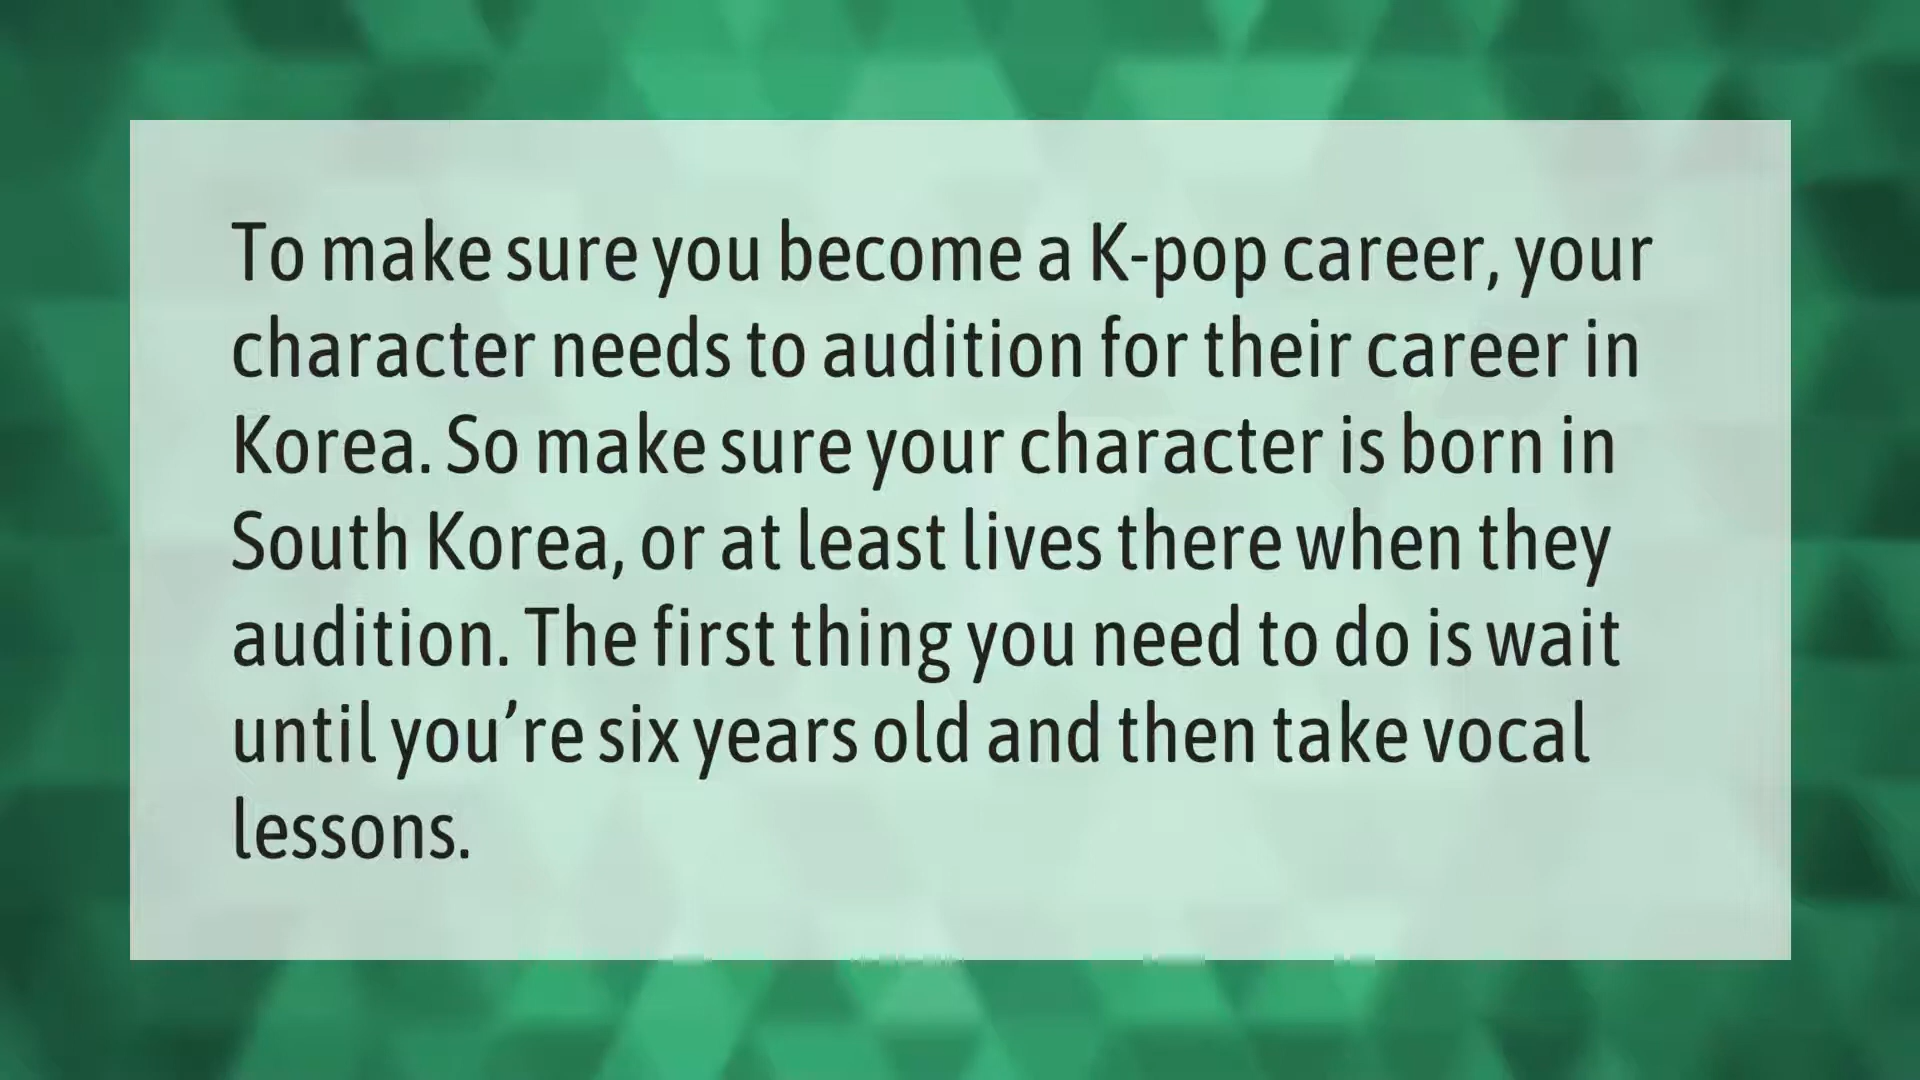 To make sure you become a K-pop career, your
character needs to audition for their career in
Korea. So make sure your character is born in
South Korea, or at least lives there when they
audition. The first thing you need to do is wait
until you’re six years old and then take vocal
lessons.